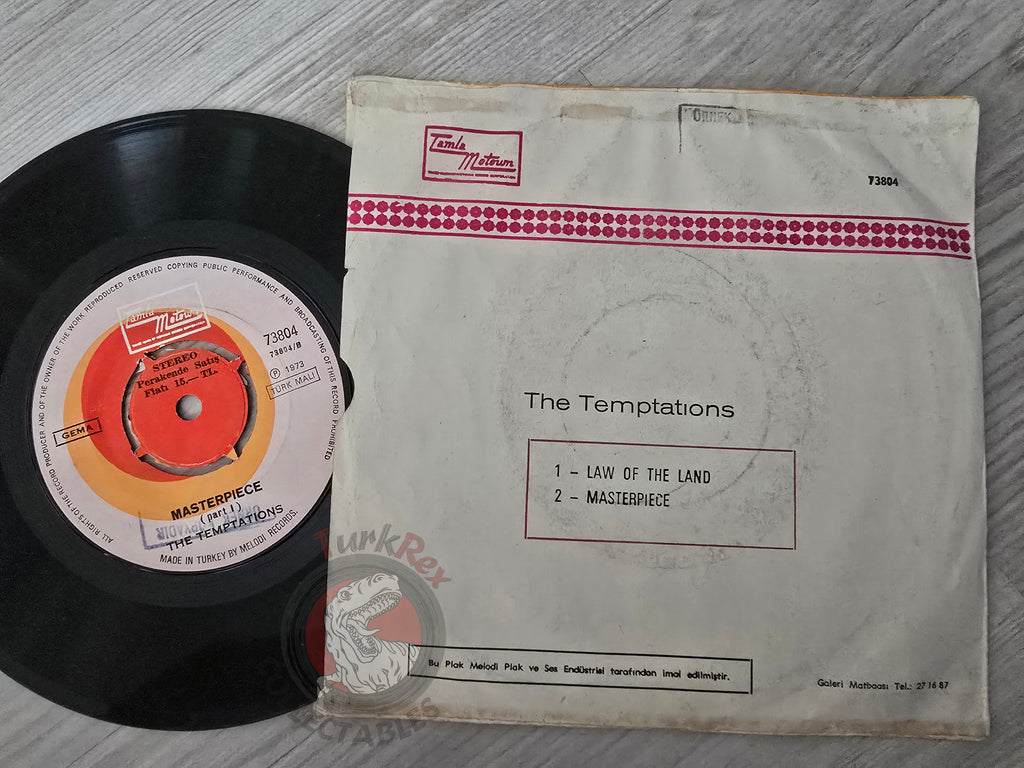 ALL RIGHTS OF THE RECORD PRODUCER AND OF THE OWNER OF THE WORK REPRODUCED RESERVED COPYING PUBLIC PERFORMANCE AND BROADCASTING OF THIS RECORD PROHIBITED
Tamla
Motown
STEREO
Perakende Satış
Fiatı 15.— TL.
73804
73804/B
Ⓟ 1973
TÜRK MALI
GEMA
MASTERPIECE
(part I)
THE TEMPTATIONS
MADE IN TURKEY BY MELODİ RECORDS.
ÖRNEK
Tamla
Motown
73804
The Temptations
1 – LAW OF THE LAND
2 – MASTERPIECE
Bu Plak Melodi Plak ve Ses Endüstrisi tarafından imal edilmiştir.
Galeri Matbaası Tel.: 27 16 87
TurkRex